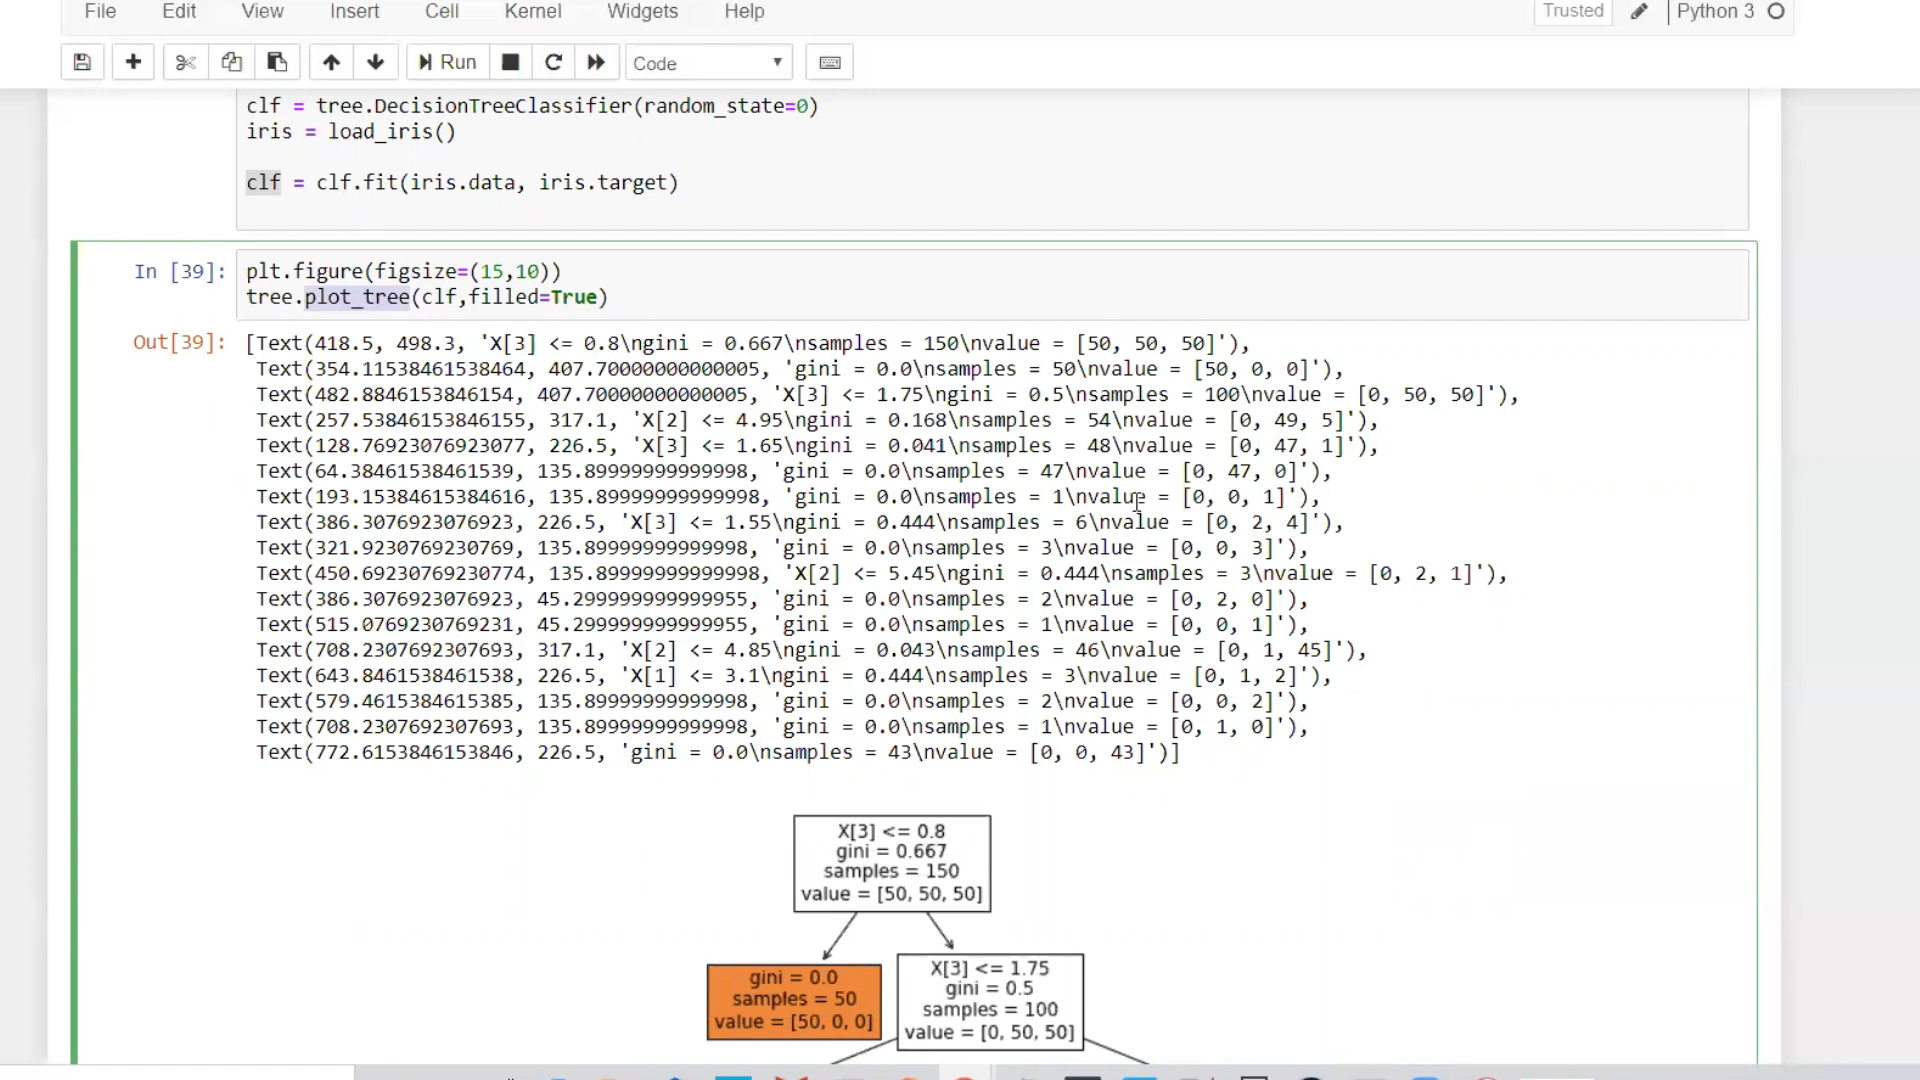 File Edit View Insert Cell Kernel Widgets Help Trusted Python 3
Run Code
clf = tree.DecisionTreeClassifier(random_state=0)
iris = load_iris()
clf = clf.fit(iris.data, iris.target)
In [39]: plt.figure(figsize=(15,10))
tree.plot_tree(clf,filled=True)
Out[39]: [Text(418.5, 498.3, 'X[3] <= 0.8\ngini = 0.667\nsamples = 150\nvalue = [50, 50, 50]'),
Text(354.11538461538464, 407.70000000000005, 'gini = 0.0\nsamples = 50\nvalue = [50, 0, 0]'),
Text(482.8846153846154, 407.70000000000005, 'X[3] <= 1.75\ngini = 0.5\nsamples = 100\nvalue = [0, 50, 50]'),
Text(257.53846153846155, 317.1, 'X[2] <= 4.95\ngini = 0.168\nsamples = 54\nvalue = [0, 49, 5]'),
Text(128.76923076923077, 226.5, 'X[3] <= 1.65\ngini = 0.041\nsamples = 48\nvalue = [0, 47, 1]'),
Text(64.38461538461539, 135.89999999999998, 'gini = 0.0\nsamples = 47\nvalue = [0, 47, 0]'),
Text(193.15384615384616, 135.89999999999998, 'gini = 0.0\nsamples = 1\nvalue = [0, 0, 1]'),
Text(386.3076923076923, 226.5, 'X[3] <= 1.55\ngini = 0.444\nsamples = 6\nvalue = [0, 2, 4]'),
Text(321.9230769230769, 135.89999999999998, 'gini = 0.0\nsamples = 3\nvalue = [0, 0, 3]'),
Text(450.69230769230774, 135.89999999999998, 'X[2] <= 5.45\ngini = 0.444\nsamples = 3\nvalue = [0, 2, 1]'),
Text(386.3076923076923, 45.299999999999955, 'gini = 0.0\nsamples = 2\nvalue = [0, 2, 0]'),
Text(515.0769230769231, 45.299999999999955, 'gini = 0.0\nsamples = 1\nvalue = [0, 0, 1]'),
Text(708.2307692307693, 317.1, 'X[2] <= 4.85\ngini = 0.043\nsamples = 46\nvalue = [0, 1, 45]'),
Text(643.8461538461538, 226.5, 'X[1] <= 3.1\ngini = 0.444\nsamples = 3\nvalue = [0, 1, 2]'),
Text(579.4615384615385, 135.89999999999998, 'gini = 0.0\nsamples = 2\nvalue = [0, 0, 2]'),
Text(708.2307692307693, 135.89999999999998, 'gini = 0.0\nsamples = 1\nvalue = [0, 1, 0]'),
Text(772.6153846153846, 226.5, 'gini = 0.0\nsamples = 43\nvalue = [0, 0, 43]')]
X[3] <= 0.8
gini = 0.667
samples = 150
value = [50, 50, 50]
gini = 0.0
samples = 50
value = [50, 0, 0]
X[3] <= 1.75
gini = 0.5
samples = 100
value = [0, 50, 50]